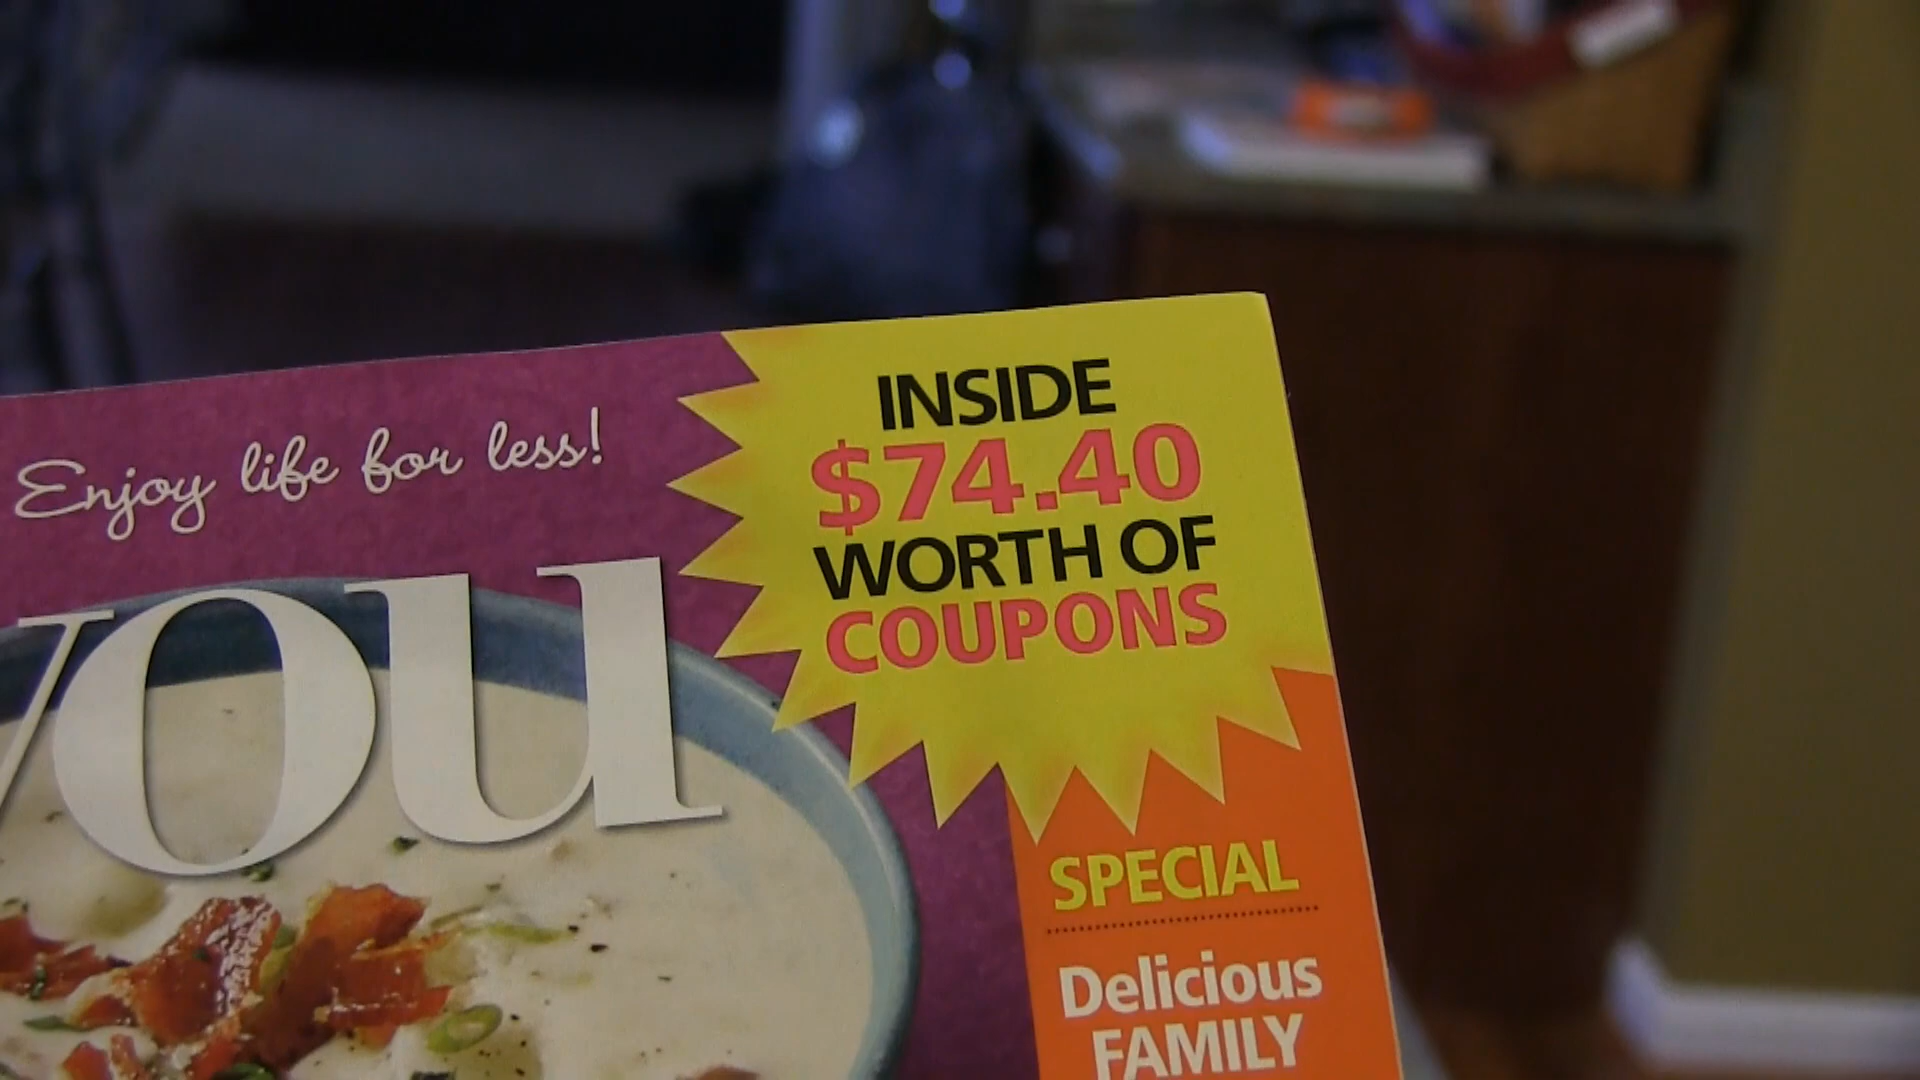 Enjoy life for less!
you
INSIDE
$74.40
WORTH OF
COUPONS
SPECIAL
Delicious
FAMILY